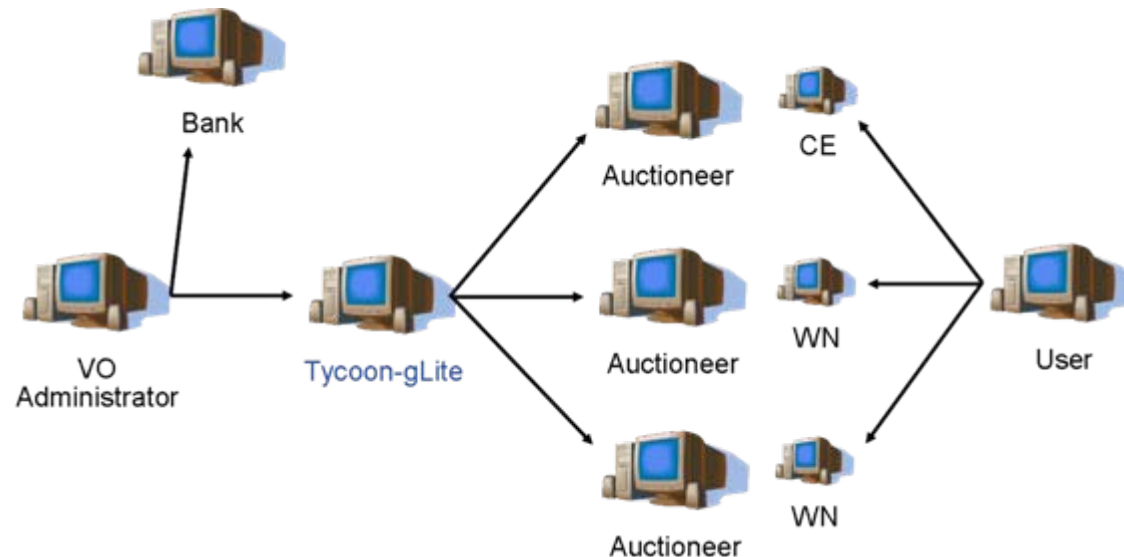 Bank
CE
Auctioneer
VO
Administrator
Tycoon-gLite
Auctioneer
WN
User
Auctioneer
WN